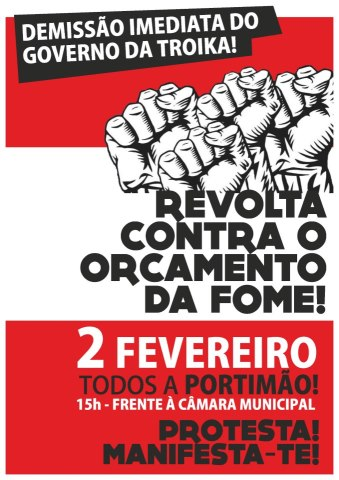 DEMISSÃO IMEDIATA DO
GOVERNO DA TROIKA!
REVOLTA
CONTRA O
ORÇAMENTO
DA FOME!
2 FEVEREIRO
TODOS A PORTIMÃO!
15h - FRENTE À CÂMARA MUNICIPAL
PROTESTA!
MANIFESTA-TE!